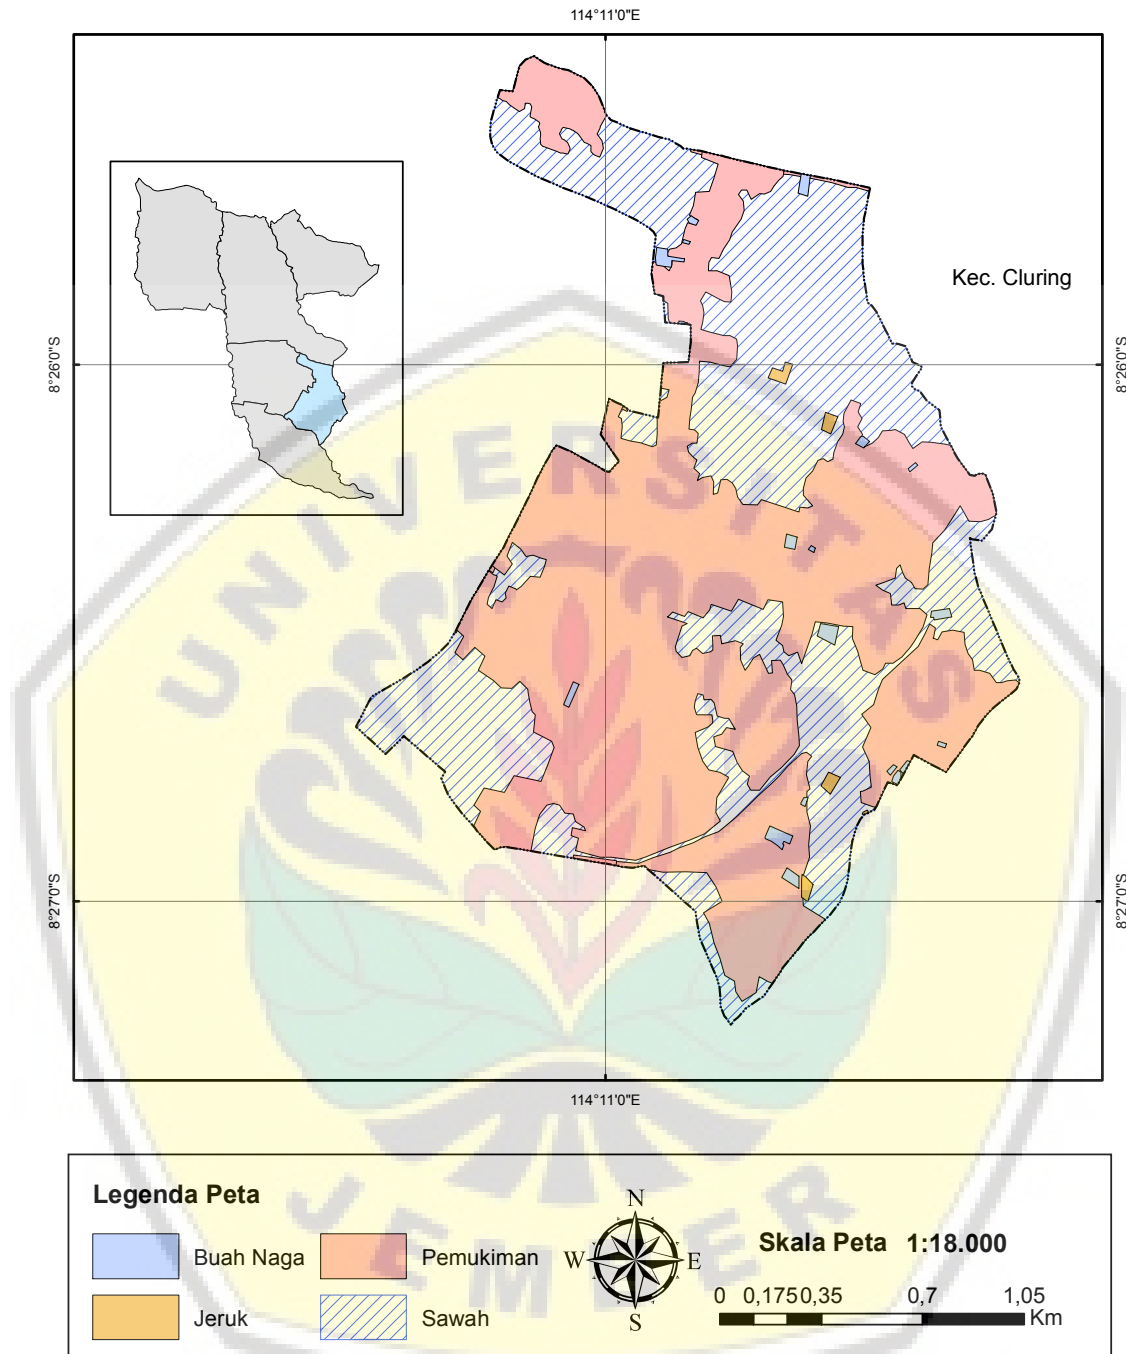 114°11'0"E
Kec. Cluring
8°26'0"S
8°26'0"S
UNIVERSITAS
8°27'0"S
8°27'0"S
114°11'0"E
JEMBER
Legenda Peta
Buah Naga
Pemukiman
Jeruk
Sawah
N
W
E
S
Skala Peta 1:18.000
0 0,175 0,35 0,7 1,05
Km